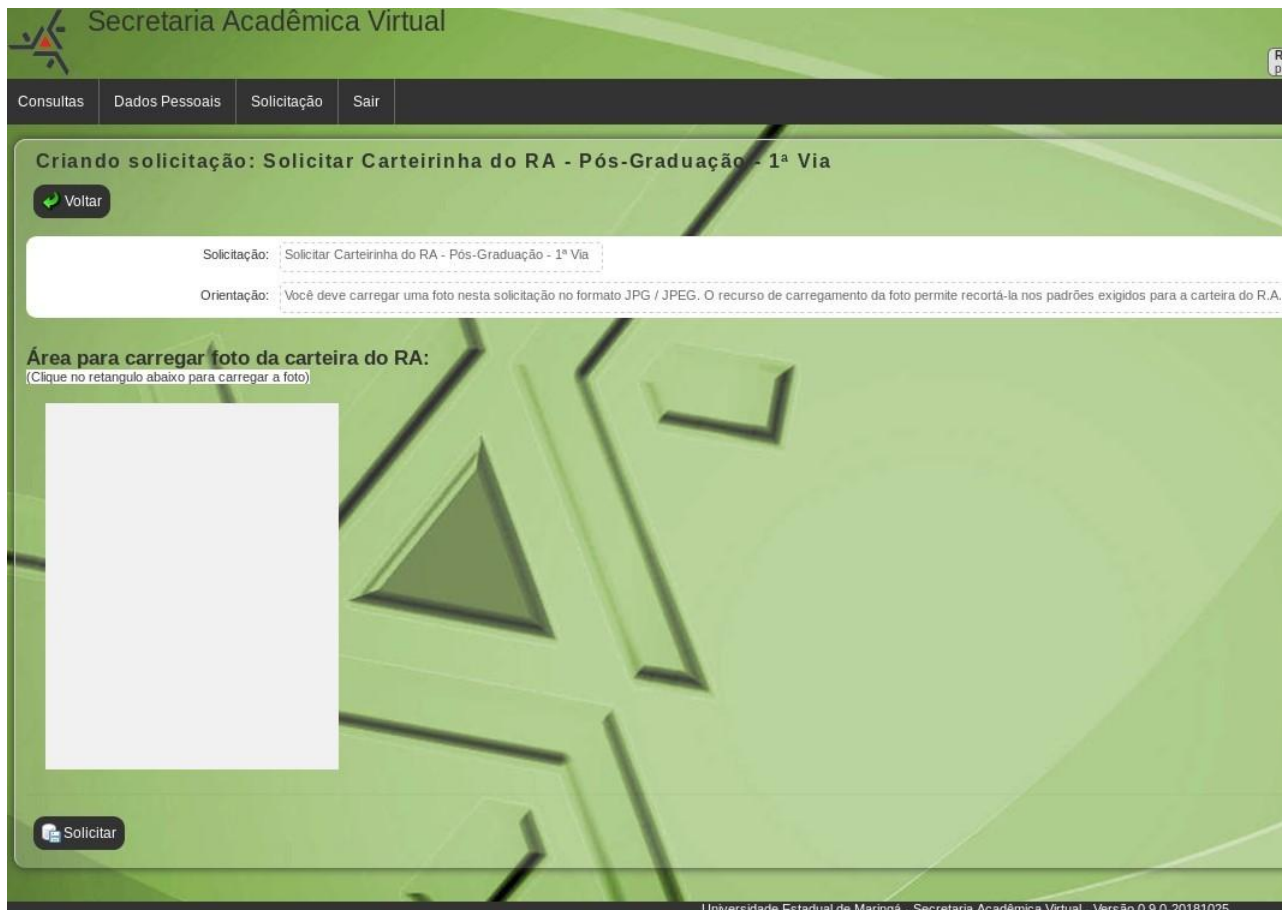 Secretaria Acadêmica Virtual
R
p
Consultas Dados Pessoais Solicitação Sair
Criando solicitação: Solicitar Carteirinha do RA - Pós-Graduação - 1ª Via
Voltar
Solicitação: Solicitar Carteirinha do RA - Pós-Graduação - 1ª Via
Orientação: Você deve carregar uma foto nesta solicitação no formato JPG / JPEG. O recurso de carregamento da foto permite recortá-la nos padrões exigidos para a carteira do R.A.
Área para carregar foto da carteira do RA:
(Clique no retangulo abaixo para carregar a foto)
Solicitar
Universidade Estadual de Maringá - Secretaria Acadêmica Virtual - Versão 0.9.0-20181025